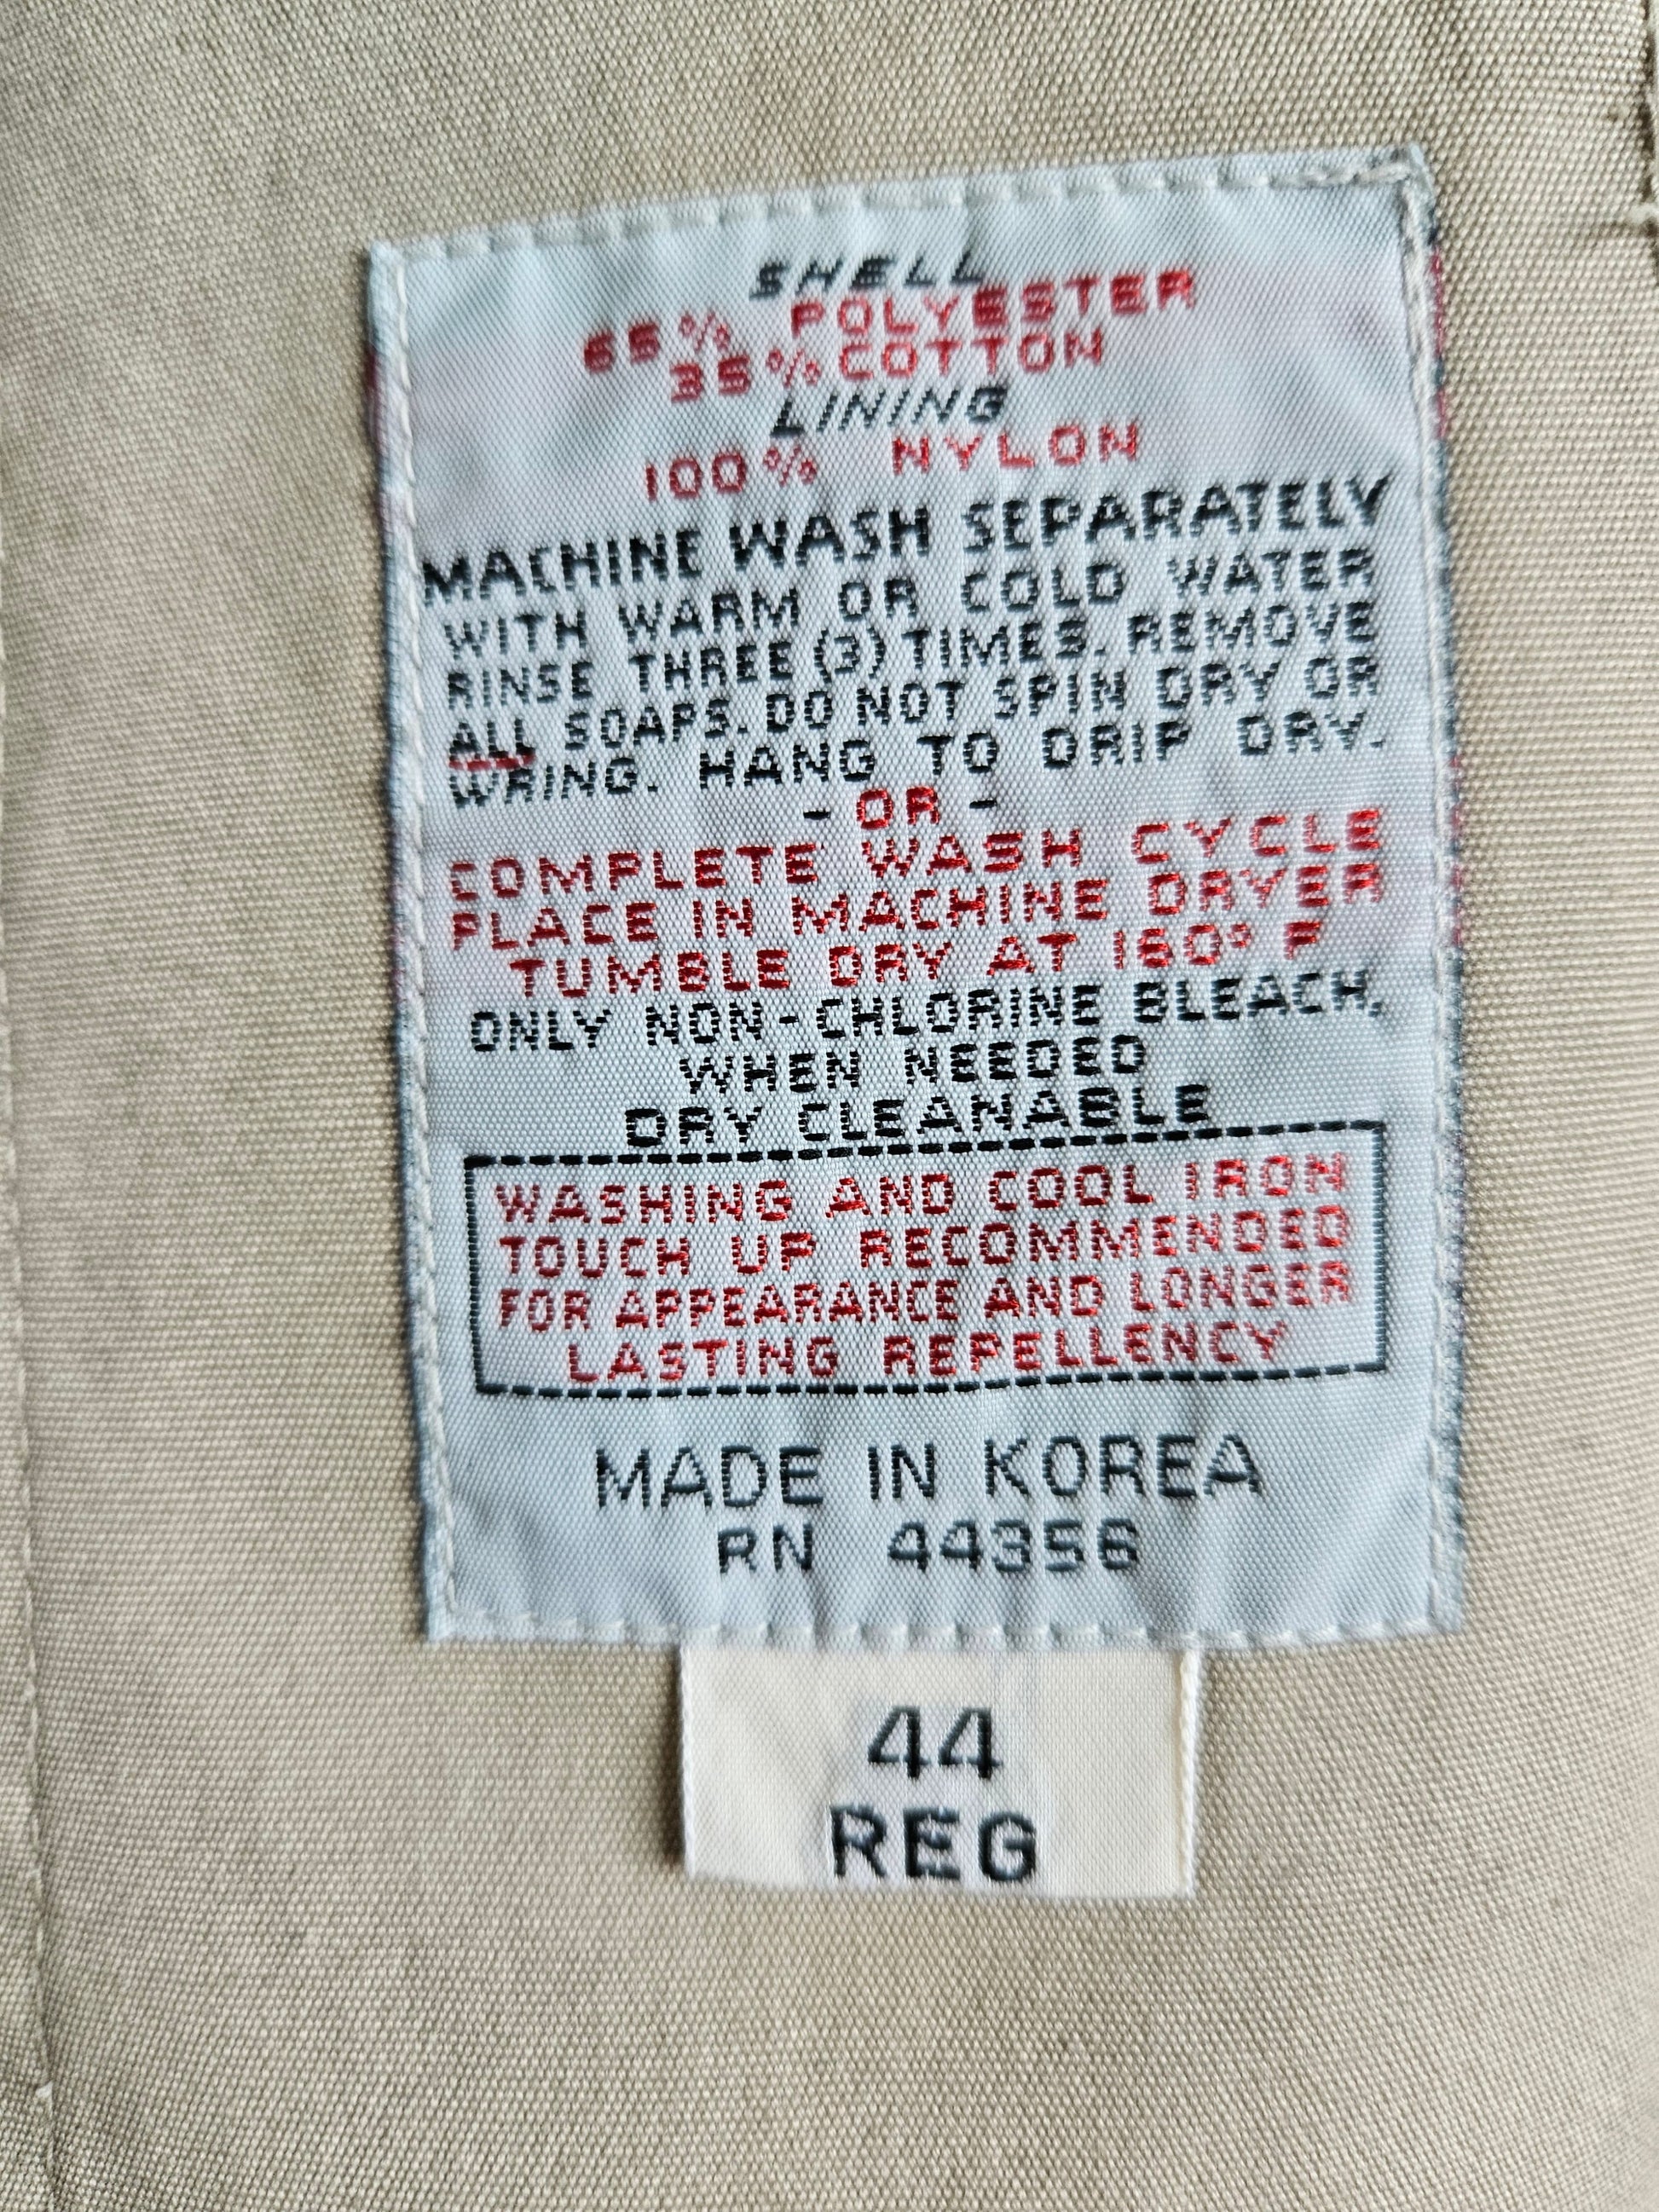 SHELL
65% POLYESTER
35% COTTON
LINING
100% NYLON
MACHINE WASH SEPARATELY
WITH WARM OR COLD WATER
RINSE THREE (3) TIMES. REMOVE
ALL SOAPS. DO NOT SPIN DRY OR
WRING. HANG TO DRIP DRY.
- OR -
COMPLETE WASH CYCLE
PLACE IN MACHINE DRYER
TUMBLE DRY AT 160° F
ONLY NON-CHLORINE BLEACH,
WHEN NEEDED
DRY CLEANABLE
WASHING AND COOL IRON
TOUCH UP RECOMMENDED
FOR APPEARANCE AND LONGER
LASTING REPELLENCY
MADE IN KOREA
RN 44356
44
REG